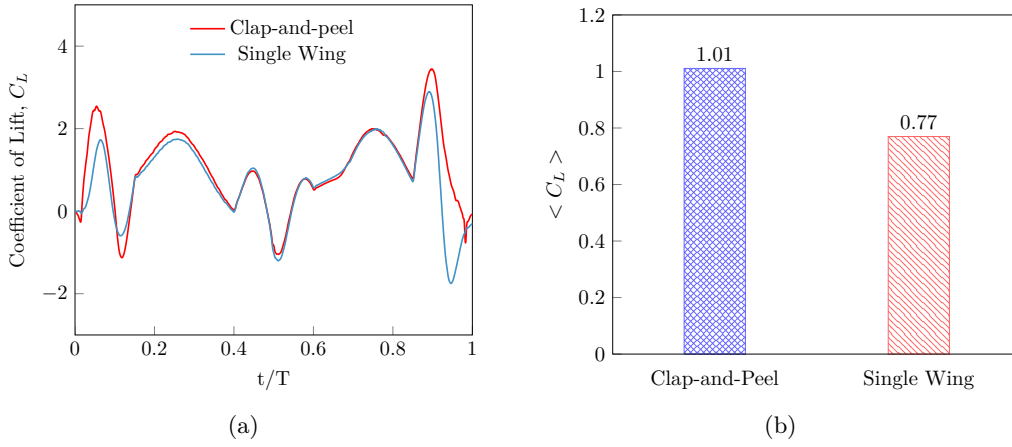 Clap-and-peel
Single Wing
4
2
0
−2
0
0.2
0.4
0.6
0.8
1
Coefficient of Lift, C_L
t/T
(a)
1.2
1
0.8
0.6
0.4
0.2
0
< C_L >
1.01
0.77
Clap-and-Peel
Single Wing
(b)